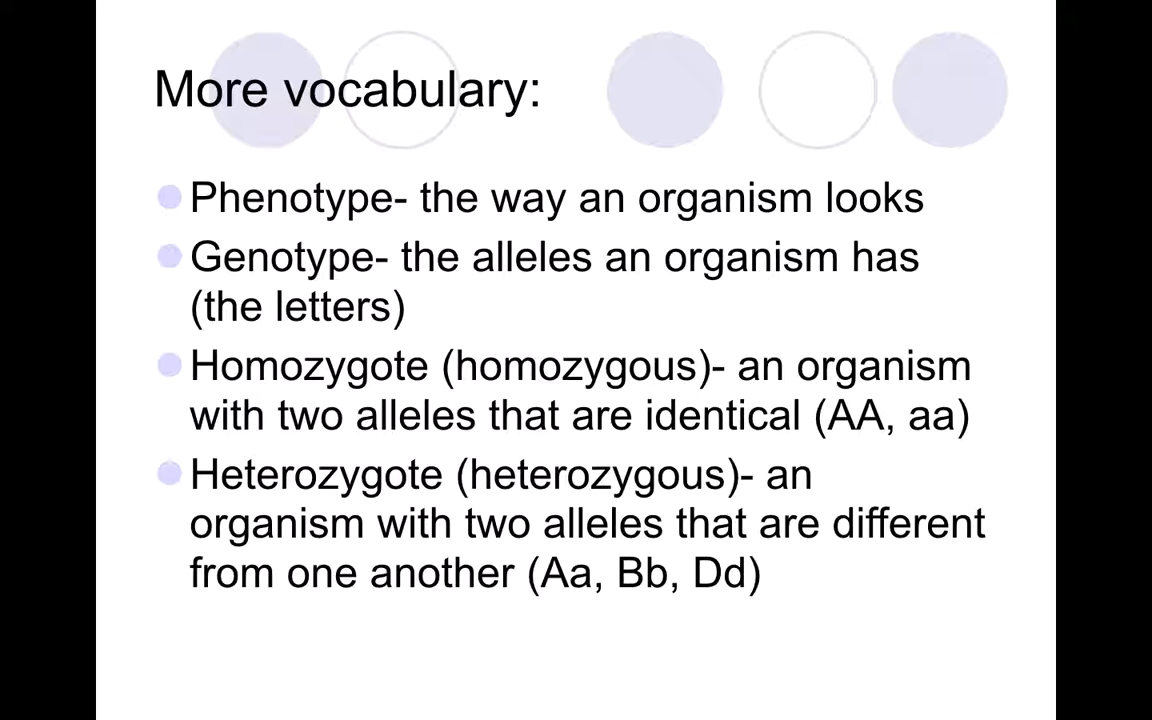 More vocabulary:
Phenotype- the way an organism looks
Genotype- the alleles an organism has
(the letters)
Homozygote (homozygous)- an organism
with two alleles that are identical (AA, aa)
Heterozygote (heterozygous)- an
organism with two alleles that are different
from one another (Aa, Bb, Dd)